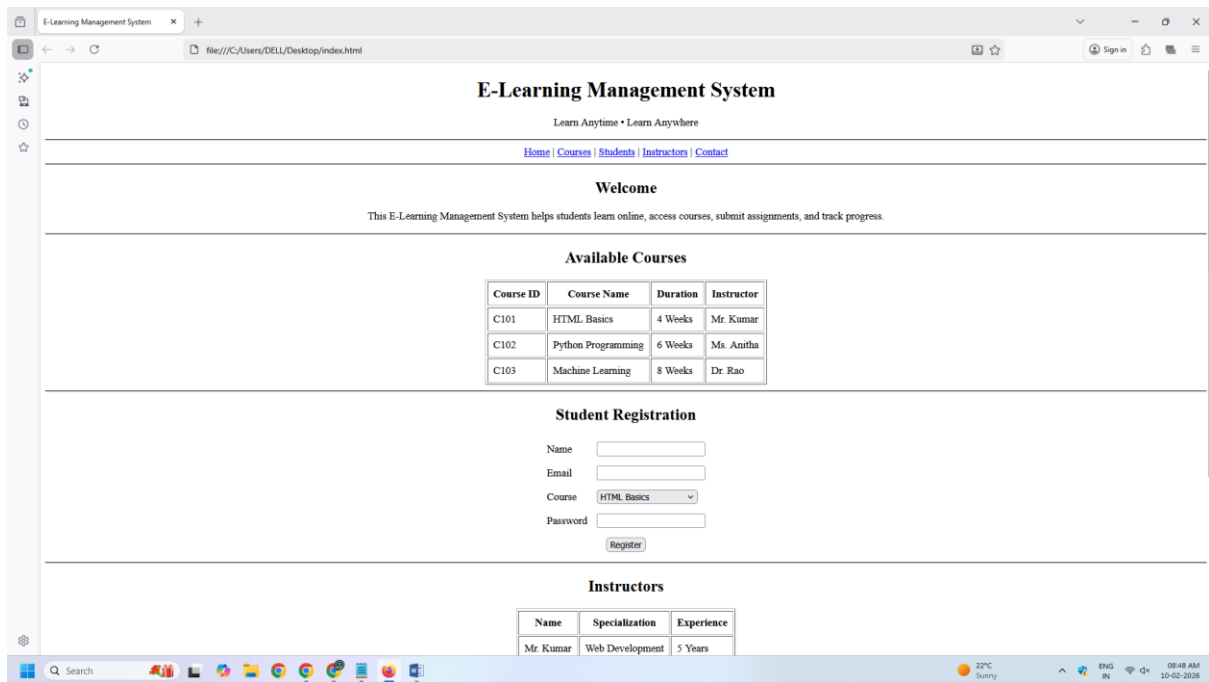 E-Learning Management System
file:///C:/Users/DELL/Desktop/index.html
Sign in
E-Learning Management System
Learn Anytime • Learn Anywhere
Home | Courses | Students | Instructors | Contact
Welcome
This E-Learning Management System helps students learn online, access courses, submit assignments, and track progress.
Available Courses
Course ID Course Name Duration Instructor
C101 HTML Basics 4 Weeks Mr. Kumar
C102 Python Programming 6 Weeks Ms. Anitha
C103 Machine Learning 8 Weeks Dr. Rao
Student Registration
Name
Email
Course HTML Basics
Password
Register
Instructors
Name Specialization Experience
Mr. Kumar Web Development 5 Years
Search
22°C
Sunny
ENG
IN
08:48 AM
10-02-2026